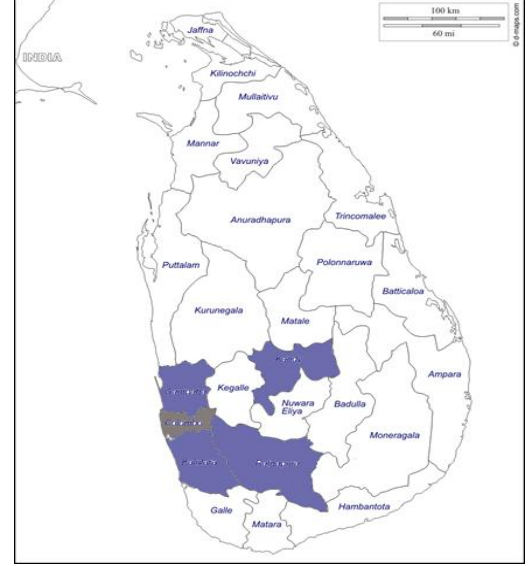 100 km
60 mi
© d-maps.com
INDIA
Jaffna
Kilinochchi
Mullaitivu
Mannar
Vavuniya
Anuradhapura
Trincomalee
Puttalam
Polonnaruwa
Batticaloa
Kurunegala
Matale
Kegalle
Nuwara
Eliya
Badulla
Ampara
Moneragala
Galle
Matara
Hambantota